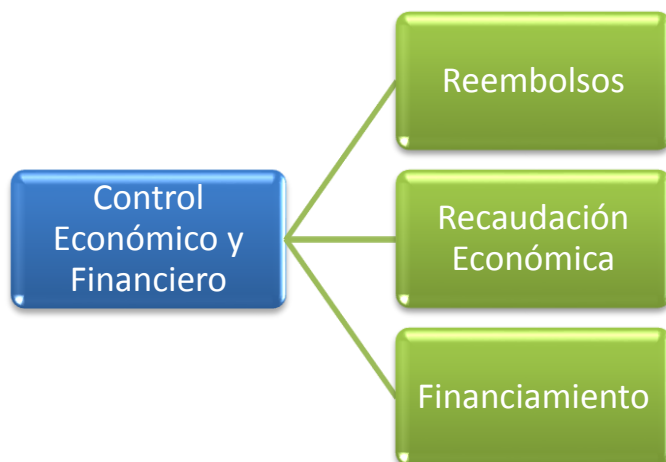 Control
Económico y
Financiero
Reembolsos
Recaudación
Económica
Financiamiento